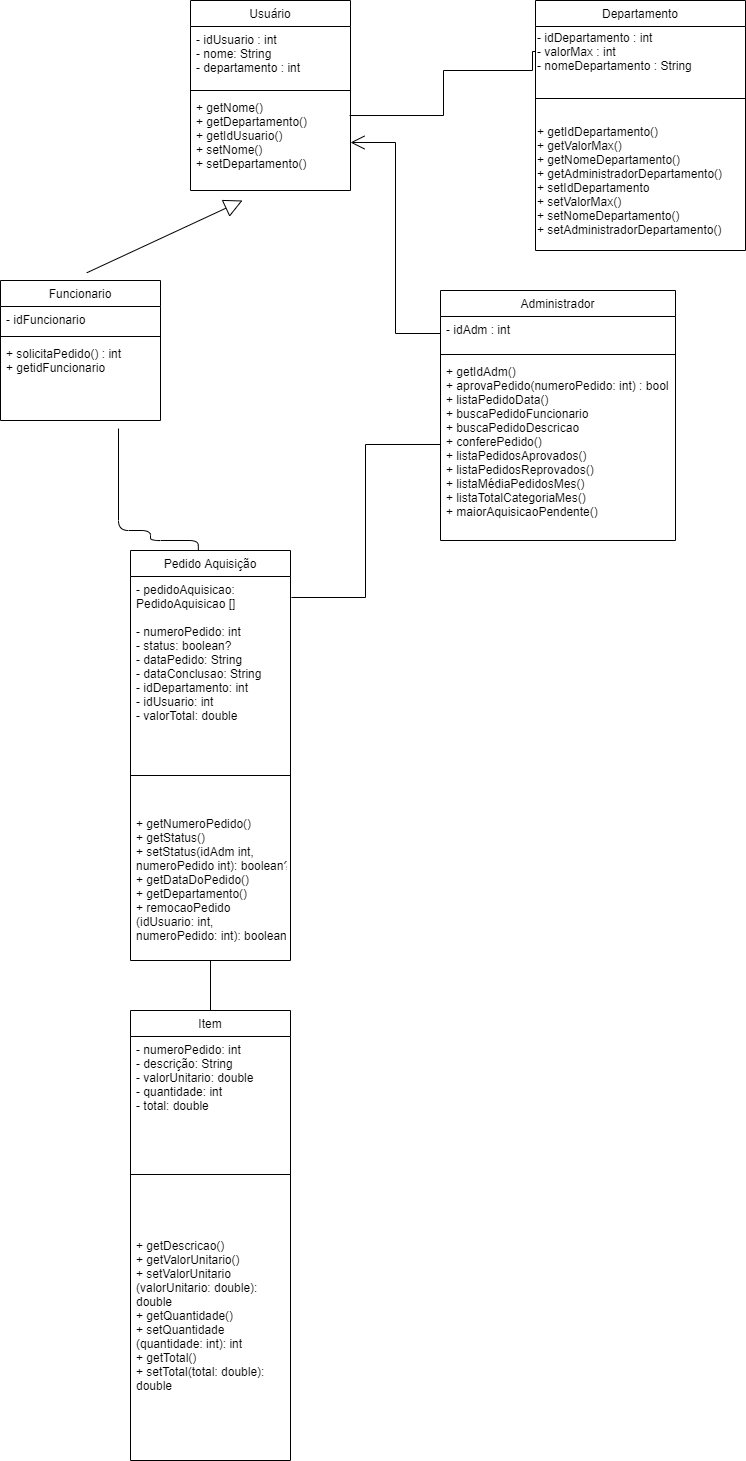 Usuário
- idUsuario : int
- nome: String
- departamento : int
+ getNome()
+ getDepartamento()
+ getIdUsuario()
+ setNome()
+ setDepartamento()
Departamento
- idDepartamento : int
- valorMax : int
- nomeDepartamento : String
+ getIdDepartamento()
+ getValorMax()
+ getNomeDepartamento()
+ getAdministradorDepartamento()
+ setIdDepartamento
+ setValorMax()
+ setNomeDepartamento()
+ setAdministradorDepartamento()
Funcionario
- idFuncionario
+ solicitaPedido() : int
+ getidFuncionario
Administrador
- idAdm : int
+ getIdAdm()
+ aprovaPedido(numeroPedido: int) : bool
+ listaPedidoData()
+ buscaPedidoFuncionario
+ buscaPedidoDescricao
+ conferePedido()
+ listaPedidosAprovados()
+ listaPedidosReprovados()
+ listaMédiaPedidosMes()
+ listaTotalCategoriaMes()
+ maiorAquisicaoPendente()
Pedido Aquisição
- pedidoAquisicao:
PedidoAquisicao []
- numeroPedido: int
- status: boolean?
- dataPedido: String
- dataConclusao: String
- idDepartamento: int
- idUsuario: int
- valorTotal: double
+ getNumeroPedido()
+ getStatus()
+ setStatus(idAdm int,
numeroPedido int): boolean?
+ getDataDoPedido()
+ getDepartamento()
+ remocaoPedido
(idUsuario: int,
numeroPedido: int): boolean
Item
- numeroPedido: int
- descrição: String
- valorUnitario: double
- quantidade: int
- total: double
+ getDescricao()
+ getValorUnitario()
+ setValorUnitario
(valorUnitario: double):
double
+ getQuantidade()
+ setQuantidade
(quantidade: int): int
+ getTotal()
+ setTotal(total: double):
double